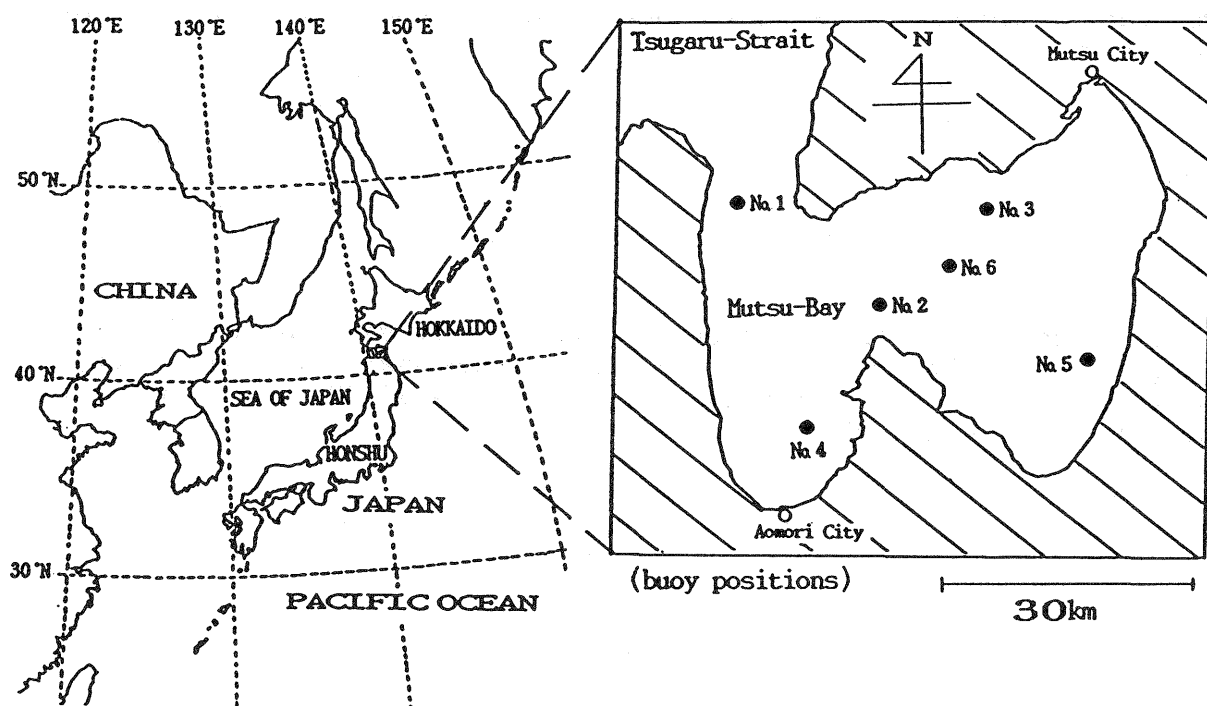 120°E
130°E
140°E
150°E
50°N
CHINA
HOKKAIDO
40°N
SEA OF JAPAN
HONSHU
JAPAN
30°N
PACIFIC OCEAN
Tsugaru-Strait
N
Mutsu City
No.1
No.3
No.6
Mutsu-Bay
No.2
No.5
No.4
Aomori City
(buoy positions)
30km